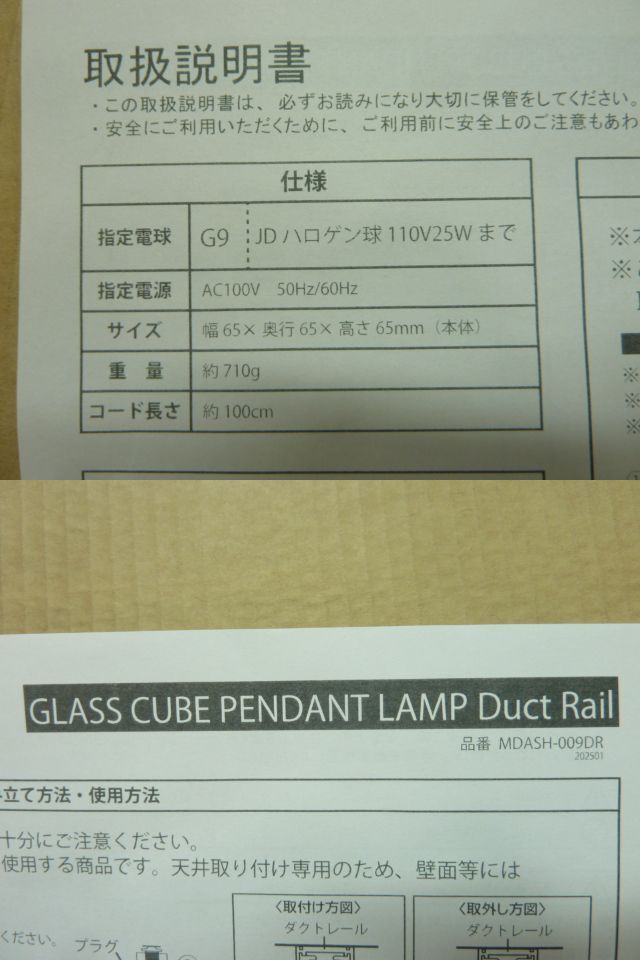 取扱説明書
・この取扱説明書は、必ずお読みになり大切に保管をしてください。
・安全にご利用いただくために、ご利用前に安全上のご注意もあわ
仕様
指定電球 G9 JD ハロゲン球 110V25W まで
指定電源 AC100V 50Hz/60Hz
サイズ 幅 65× 奥行 65× 高さ 65mm（本体）
重 量 約 710g
コード長さ 約 100cm
※
※
※
※
※
GLASS CUBE PENDANT LAMP Duct Rail
品番 MDASH-009DR
202501
立て方法・使用方法
十分にご注意ください。
使用する商品です。天井取り付け専用のため、壁面等には
〈取付け方図〉 〈取外し方図〉
ダクトレール ダクトレール
ください。 プラグ